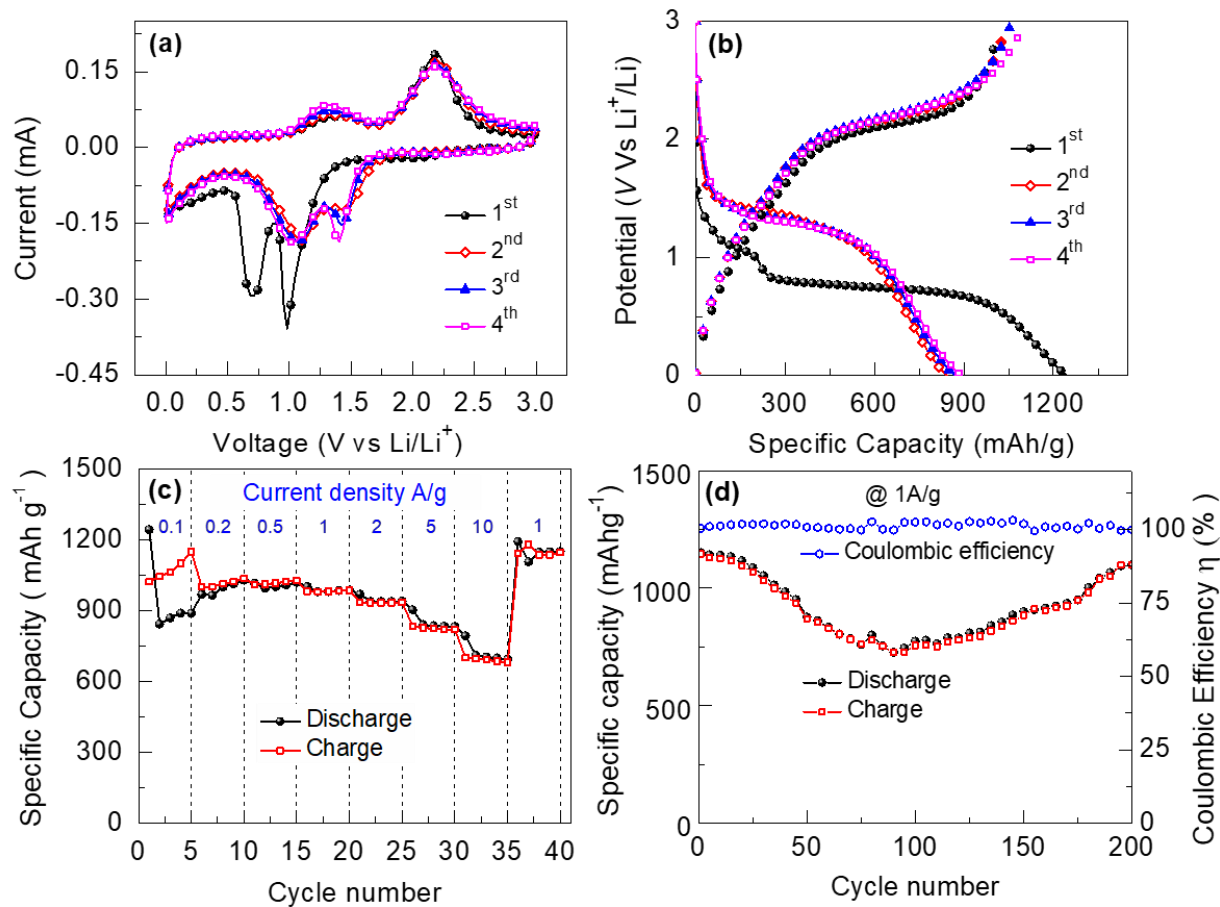 (a)
0.15
0.00
-0.15
-0.30
-0.45
Current (mA)
1st
2nd
3rd
4th
0.0 0.5 1.0 1.5 2.0 2.5 3.0
Voltage (V vs Li/Li+)
(b)
3
2
1
0
Potential (V Vs Li+/Li)
1st
2nd
3rd
4th
0 300 600 900 1200
Specific Capacity (mAh/g)
(c)
Current density A/g
0.1 0.2 0.5 1 2 5 10 1
1500
1200
900
600
300
0
Specific Capacity ( mAh g-1)
Discharge
Charge
0 5 10 15 20 25 30 35 40
Cycle number
(d)
@ 1A/g
1500
1000
500
0
Specific capacity (mAhg-1)
Coulombic efficiency
Discharge
Charge
100
75
50
25
0
Coulombic Efficiency η (%)
0 50 100 150 200
Cycle number